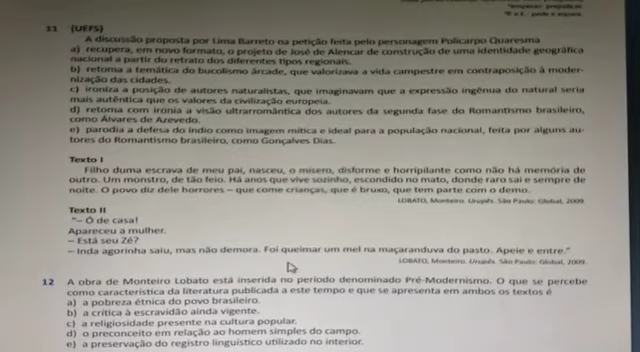 11 (UEFS)
A discussão proposta por Lima Barreto na petição feita pelo personagem Policarpo Quaresma
a) recupera, em novo formato, o projeto de José de Alencar de construção de uma identidade geográfica
nacional a partir do retrato dos diferentes tipos regionais.
b) retoma a temática do bucolismo árcade, que valorizava a vida campestre em contraposição à moder-
nização das cidades.
c) ironiza a posição de autores naturalistas, que imaginavam que a expressão ingênua do natural seria
mais autêntica que os valores da civilização europeia.
d) retoma com ironia a visão ultrarromântica dos autores da segunda fase do Romantismo brasileiro,
como Álvares de Azevedo.
e) parodia a defesa do índio como imagem mítica e ideal para a população nacional, feita por alguns au-
tores do Romantismo brasileiro, como Gonçalves Dias.
Texto I
Filho duma escrava de meu pai, nasceu, o mísero, disforme e horripilante como não há memória de
outro. Um monstro, de tão feio. Há anos que vive sozinho, escondido no mato, donde raro sai e sempre de
noite. O povo diz dele horrores – que come crianças, que é bruxo, que tem parte com o demo.
LOBATO, Monteiro. Urupês. São Paulo: Global, 2009.
Texto II
"– Ó de casa!
Apareceu a mulher.
– Está seu Zé?
– Inda agorinha saiu, mas não demora. Foi queimar um mel na maçaranduva do pasto. Apeie e entre."
LOBATO, Monteiro. Urupês. São Paulo: Global, 2009.
12 A obra de Monteiro Lobato está inserida no período denominado Pré-Modernismo. O que se percebe
como característica da literatura publicada a este tempo e que se apresenta em ambos os textos é
a) a pobreza étnica do povo brasileiro.
b) a crítica à escravidão ainda vigente.
c) a religiosidade presente na cultura popular.
d) o preconceito em relação ao homem simples do campo.
e) a preservação do registro linguístico utilizado no interior.